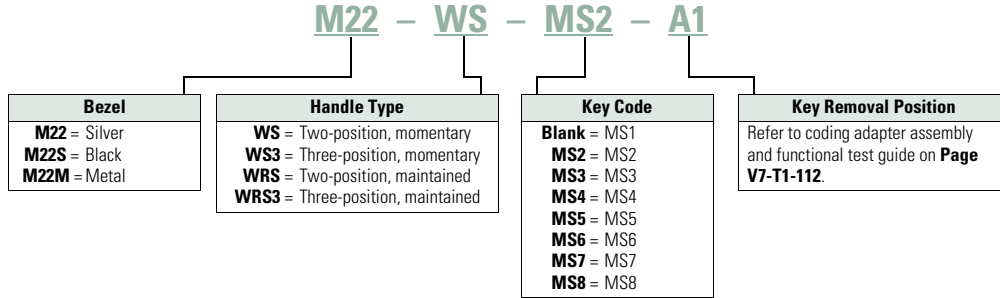 M22 – WS – MS2 – A1
Bezel
M22 = Silver
M22S = Black
M22M = Metal
Handle Type
WS = Two-position, momentary
WS3 = Three-position, momentary
WRS = Two-position, maintained
WRS3 = Three-position, maintained
Key Code
Blank = MS1
MS2 = MS2
MS3 = MS3
MS4 = MS4
MS5 = MS5
MS6 = MS6
MS7 = MS7
MS8 = MS8
Key Removal Position
Refer to coding adapter assembly
and functional test guide on Page
V7-T1-112.